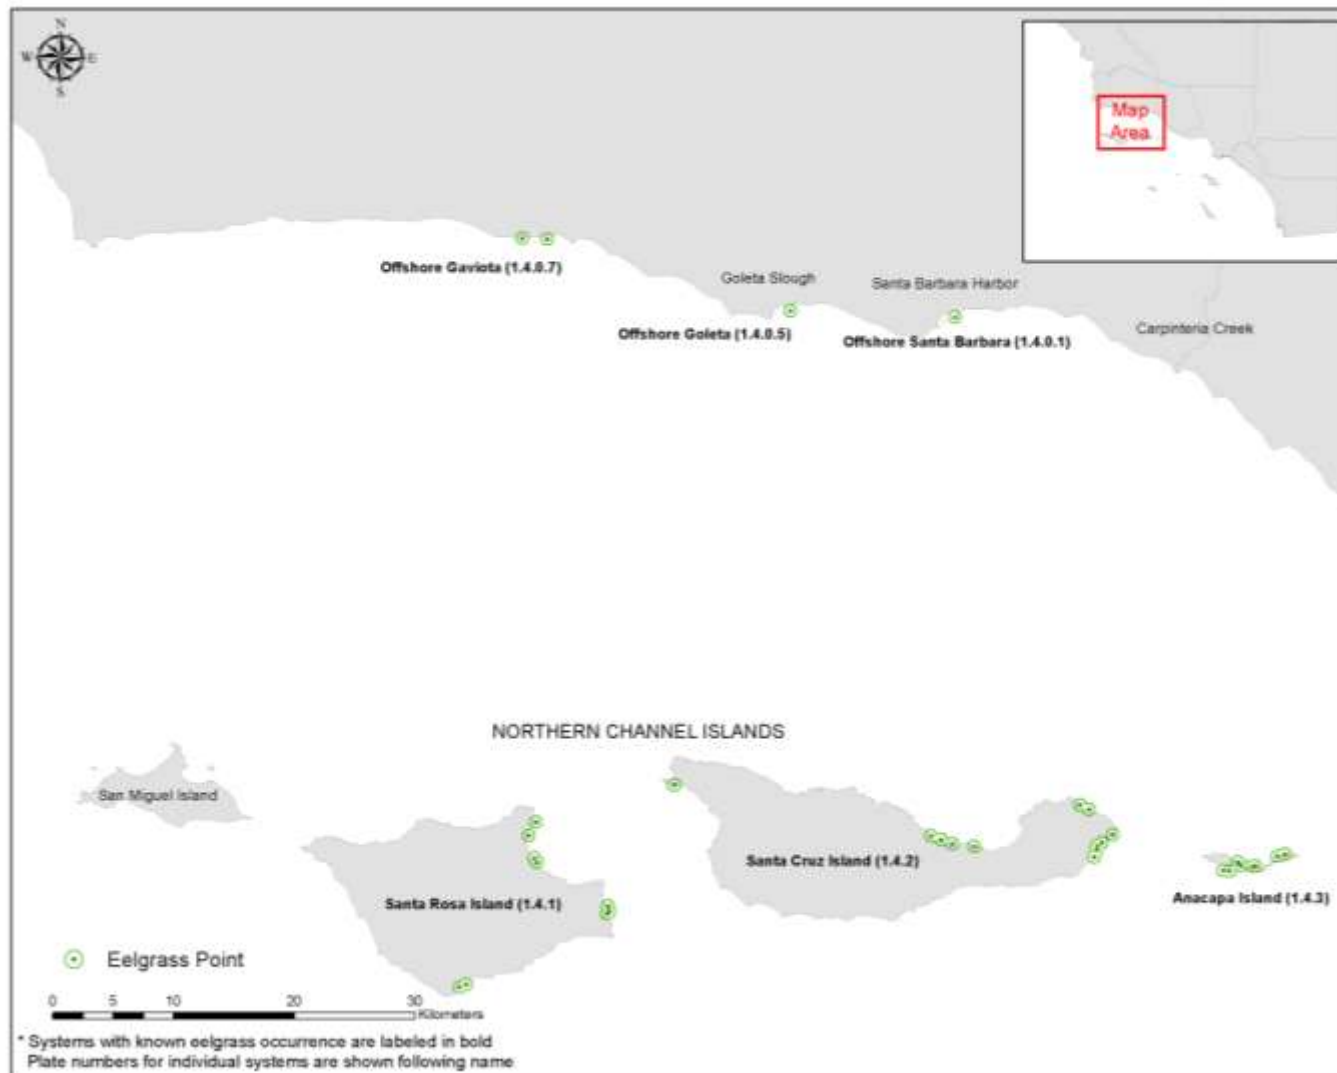 N
W E
S
Map
Area
Offshore Gaviota (1.4.0.7)
Goleta Slough
Santa Barbara Harbor
Offshore Goleta (1.4.0.5)
Offshore Santa Barbara (1.4.0.1)
Carpinteria Creek
NORTHERN CHANNEL ISLANDS
San Miguel Island
Santa Cruz Island (1.4.2)
Santa Rosa Island (1.4.1)
Anacapa Island (1.4.3)
Eelgrass Point
0 5 10 20 30
Kilometers
* Systems with known eelgrass occurrence are labeled in bold
Plate numbers for individual systems are shown following name